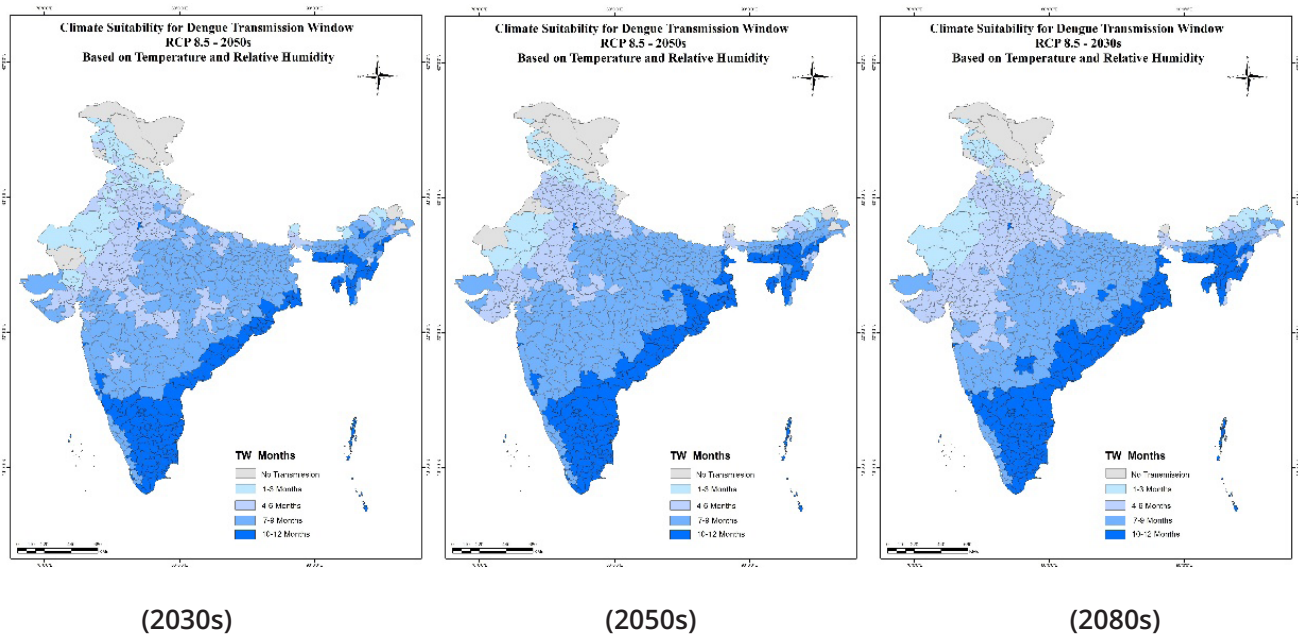 Climate Suitability for Dengue Transmission Window
RCP 8.5 - 2050s
Based on Temperature and Relative Humidity
TW Months
No Transmission
1-3 Months
4-6 Months
7-9 Months
10-12 Months
Climate Suitability for Dengue Transmission Window
RCP 8.5 - 2050s
Based on Temperature and Relative Humidity
TW Months
No Transmission
1-3 Months
4-6 Months
7-9 Months
10-12 Months
Climate Suitability for Dengue Transmission Window
RCP 8.5 - 2030s
Based on Temperature and Relative Humidity
TW Months
No Transmission
1-3 Months
4-6 Months
7-9 Months
10-12 Months
(2030s)
(2050s)
(2080s)